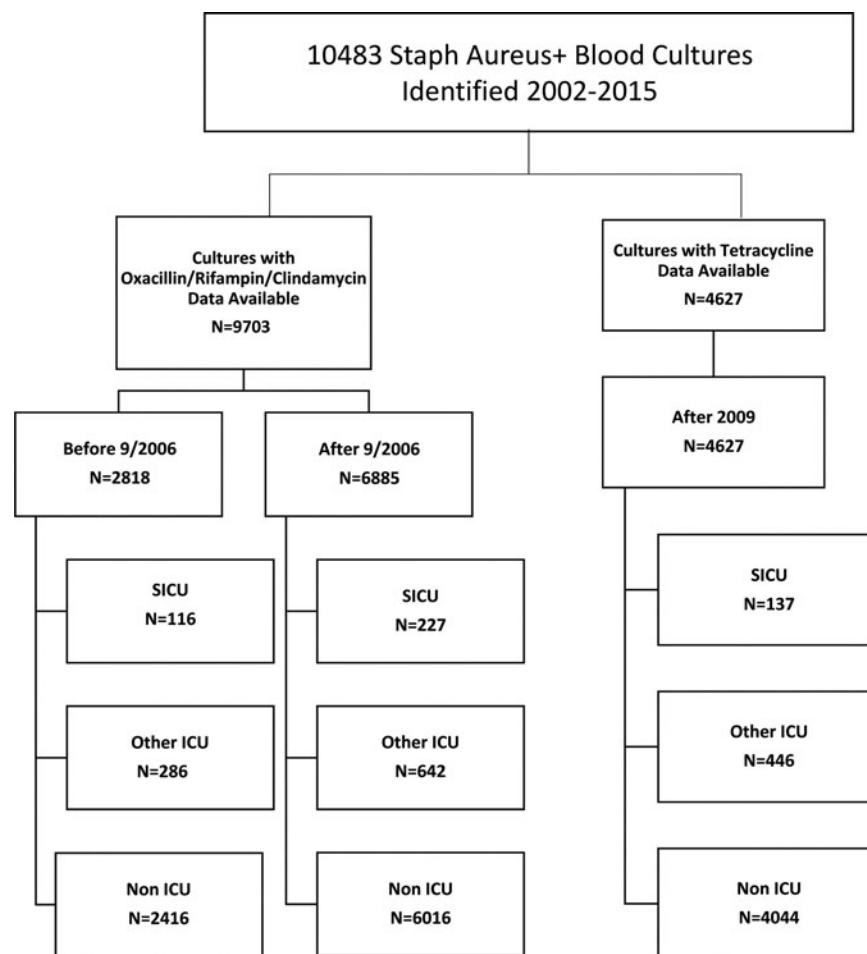 10483 Staph Aureus+ Blood Cultures
Identified 2002-2015
Cultures with
Oxacillin/Rifampin/Clindamycin
Data Available
N=9703
Cultures with Tetracycline
Data Available
N=4627
Before 9/2006
N=2818
After 9/2006
N=6885
After 2009
N=4627
SICU
N=116
SICU
N=227
SICU
N=137
Other ICU
N=286
Other ICU
N=642
Other ICU
N=446
Non ICU
N=2416
Non ICU
N=6016
Non ICU
N=4044